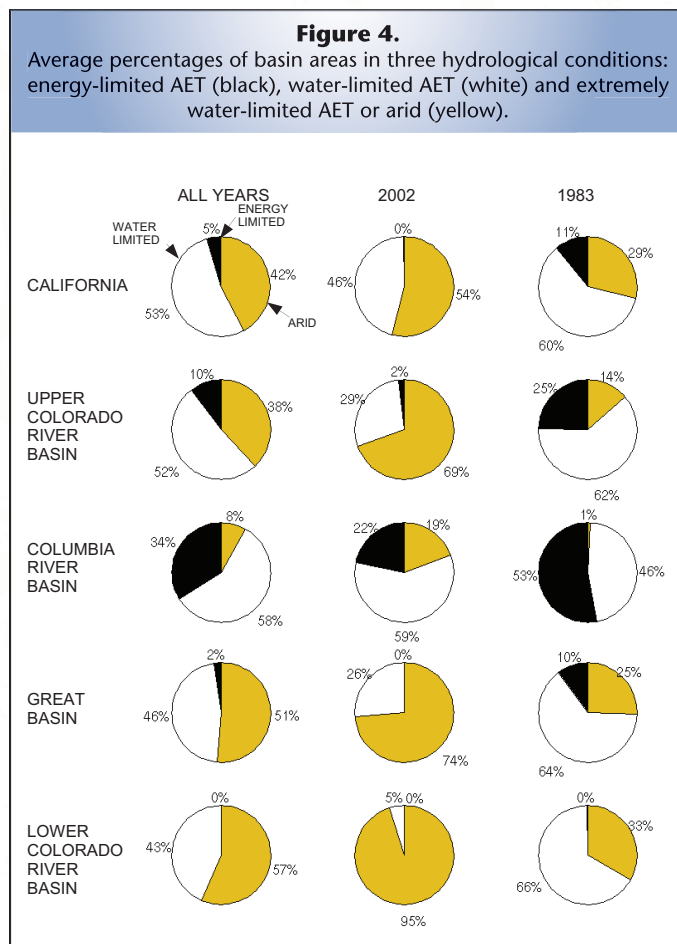 Figure 4.
Average percentages of basin areas in three hydrological conditions:
energy-limited AET (black), water-limited AET (white) and extremely
water-limited AET or arid (yellow).
ALL YEARS 2002 1983
WATER
LIMITED
5%
ENERGY
LIMITED
CALIFORNIA
42%
53%
ARID
0%
46%
54%
11%
29%
60%
UPPER
COLORADO
RIVER
BASIN
10%
38%
52%
2%
29%
69%
25%
14%
62%
COLUMBIA
RIVER
BASIN
34%
8%
58%
22%
19%
59%
1%
53%
46%
GREAT
BASIN
2%
46%
51%
0%
26%
74%
10%
25%
64%
LOWER
COLORADO
RIVER
BASIN
0%
43%
57%
5% 0%
95%
0%
33%
66%